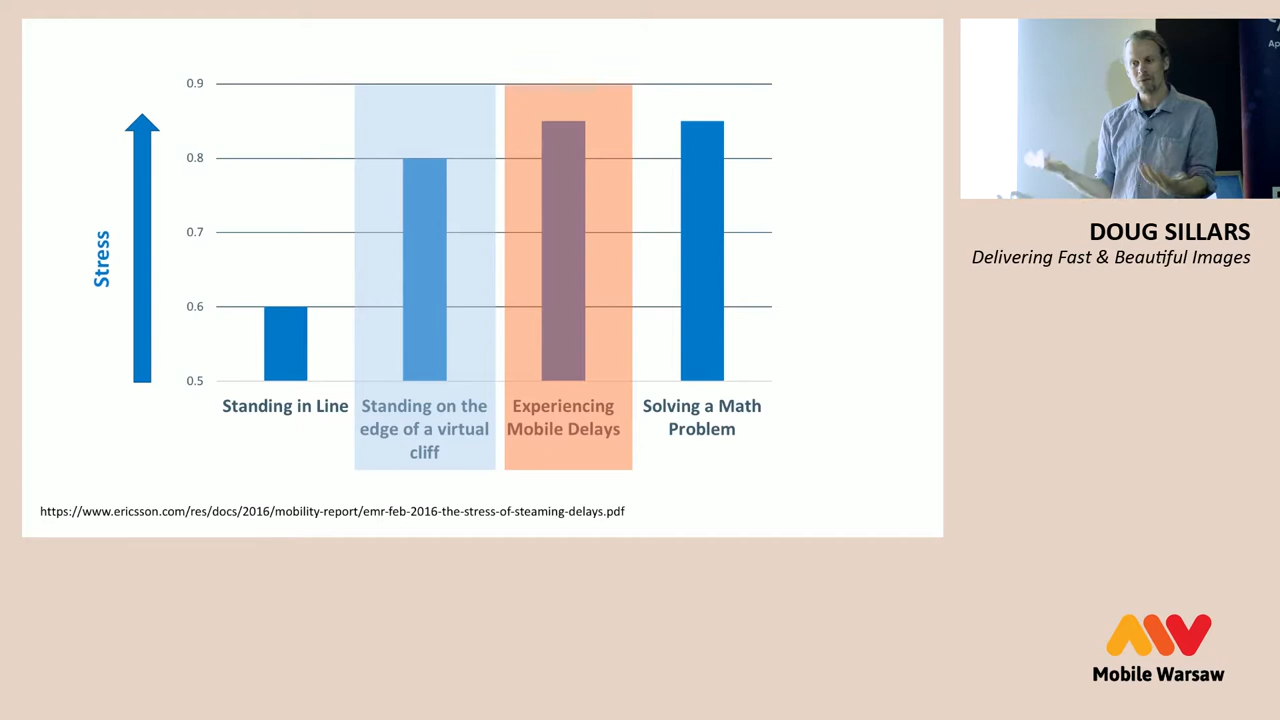 0.9
0.8
0.7
0.6
0.5
Stress
Standing in Line
Standing on the
edge of a virtual
cliff
Experiencing
Mobile Delays
Solving a Math
Problem
https://www.ericsson.com/res/docs/2016/mobility-report/emr-feb-2016-the-stress-of-steaming-delays.pdf
DOUG SILLARS
Delivering Fast & Beautiful Images
Mobile Warsaw